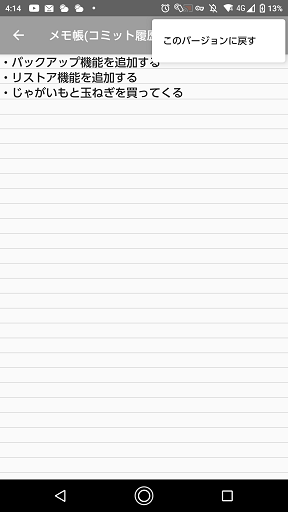 4:14
4G
13%
メモ帳(コミット履歴
このバージョンに戻す
・バックアップ機能を追加する
・リストア機能を追加する
・じゃがいもと玉ねぎを買ってくる